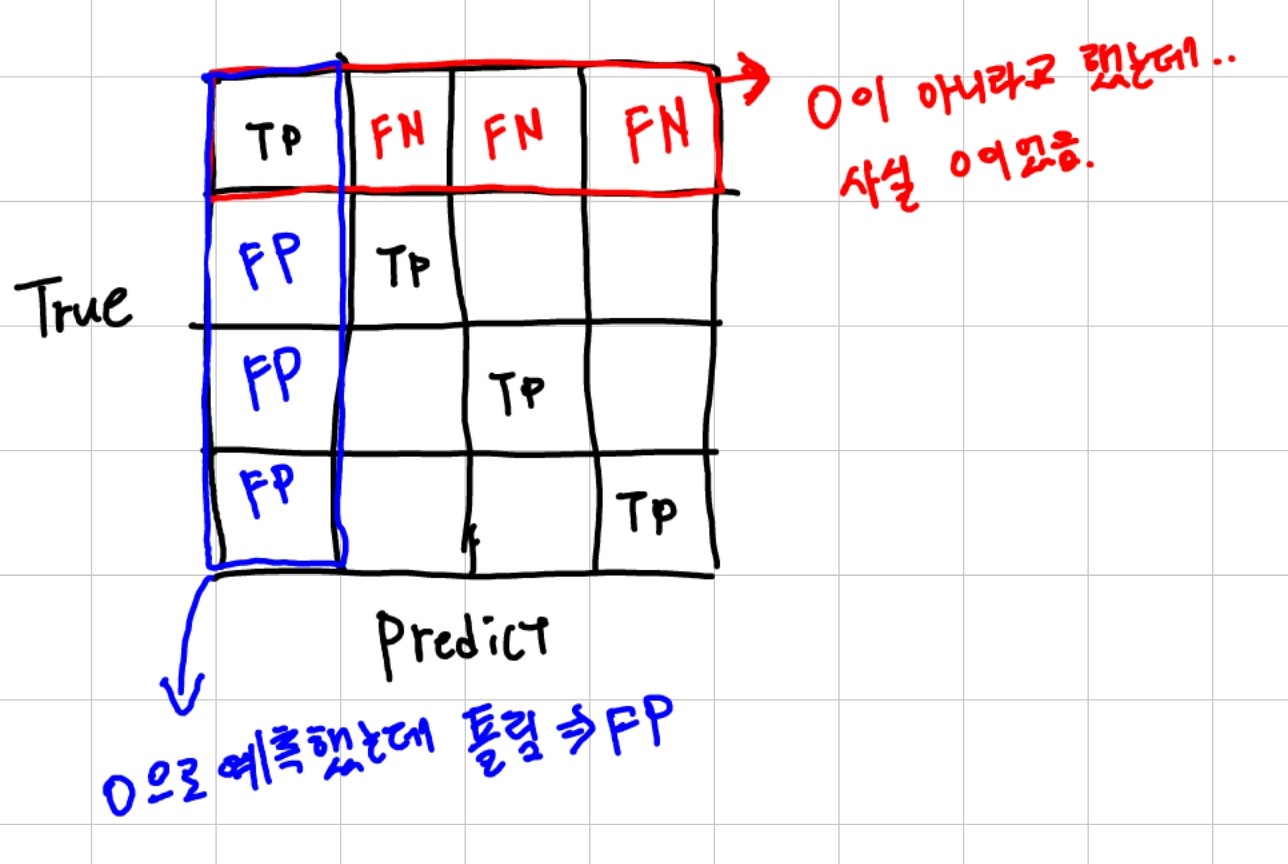 TP FN FN FN
0이 아니라고 했는데..
사실 0이었음.
FP TP
True
FP TP
FP TP
Predict
0으로 예측했는데 틀림 ⇒ FP